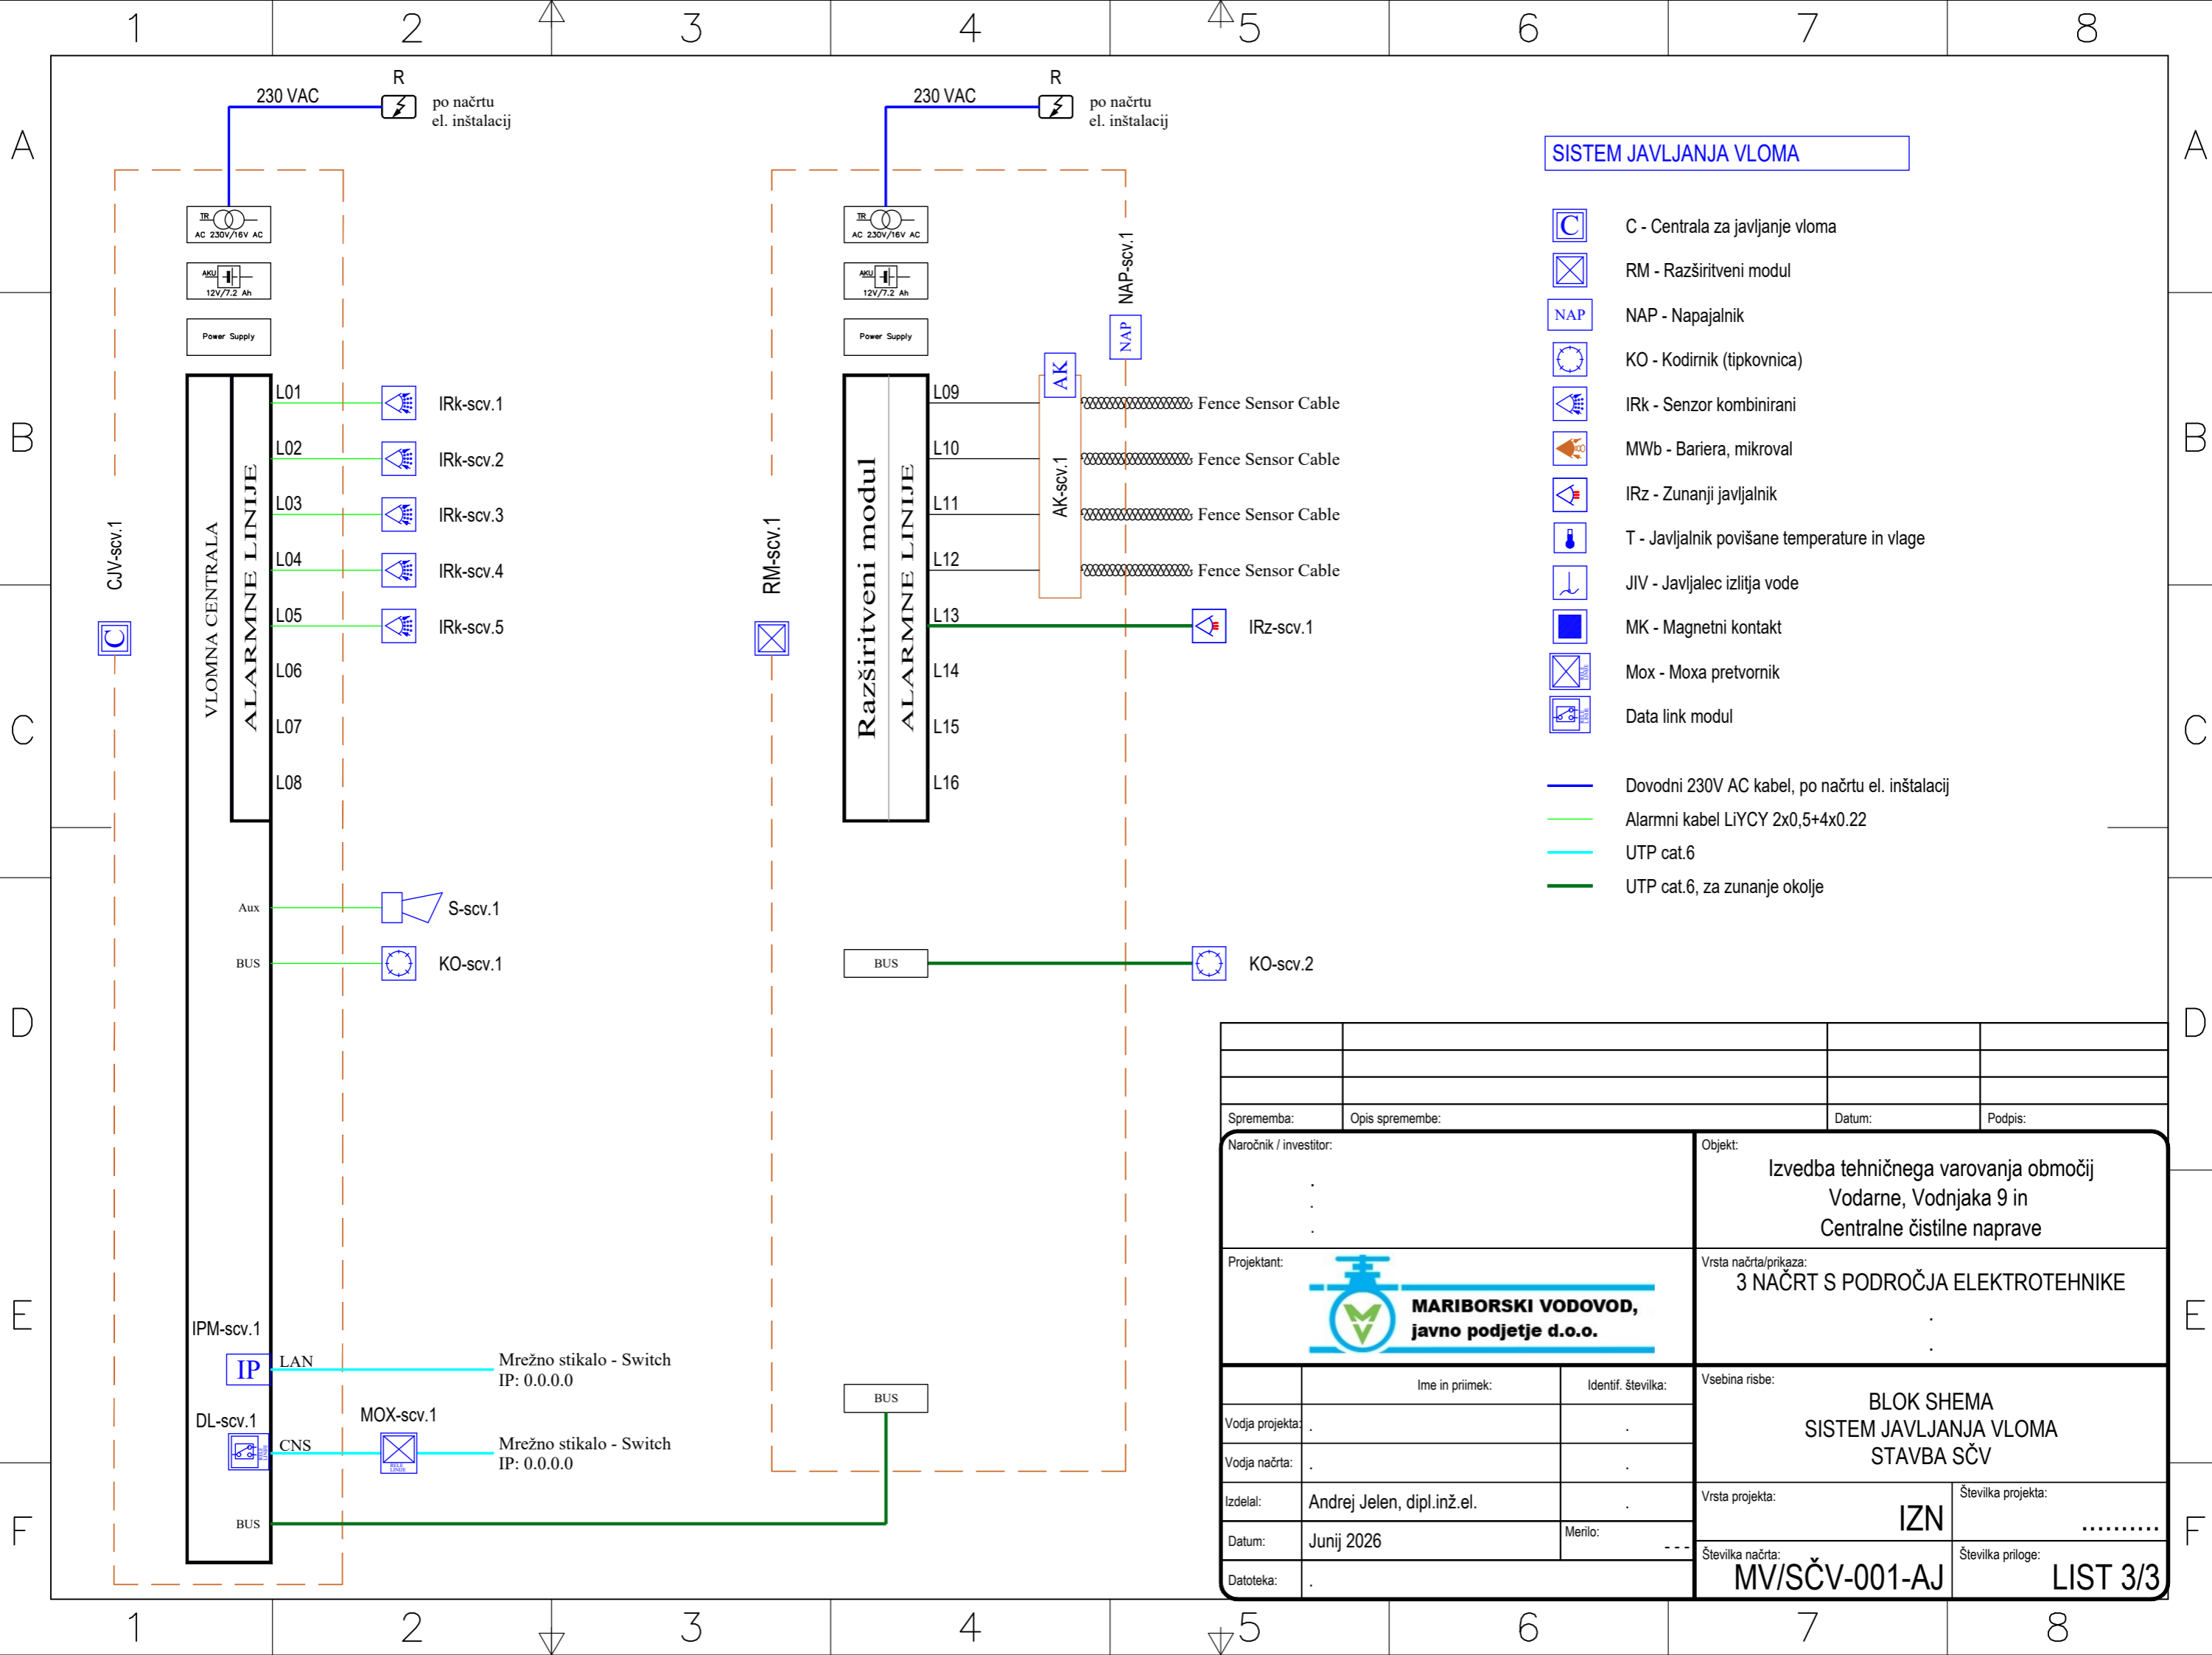 1 2 3 4 5 6 7 8
A A
B B
C C
D D
E E
F F
R
230 VAC
po načrtu
el. inštalacij
TR
AC 230V/16V AC
AKU
12V/7.2 Ah
Power Supply
CJV-scv.1
C
VLOMNA CENTRALA
ALARMNE LINIJE
L01
IRk-scv.1
L02
IRk-scv.2
L03
IRk-scv.3
L04
IRk-scv.4
L05
IRk-scv.5
L06
L07
L08
Aux
S-scv.1
BUS
KO-scv.1
IPM-scv.1
IP
LAN
Mrežno stikalo - Switch
IP: 0.0.0.0
DL-scv.1
RELE
LINIJE
CNS
MOX-scv.1
RELE
LINIJE
Mrežno stikalo - Switch
IP: 0.0.0.0
BUS
R
230 VAC
po načrtu
el. inštalacij
TR
AC 230V/16V AC
AKU
12V/7.2 Ah
Power Supply
NAP-scv.1
NAP
RM-scv.1
Razširitveni modul
ALARMNE LINIJE
AK
AK-scv.1
L09
Fence Sensor Cable
L10
Fence Sensor Cable
L11
Fence Sensor Cable
L12
Fence Sensor Cable
L13
IRz-scv.1
L14
L15
L16
BUS
KO-scv.2
BUS
SISTEM JAVLJANJA VLOMA
C
C - Centrala za javljanje vloma
RM - Razširitveni modul
NAP
NAP - Napajalnik
KO - Kodirnik (tipkovnica)
IRk - Senzor kombinirani
MWb - Bariera, mikroval
IRz - Zunanji javljalnik
T - Javljalnik povišane temperature in vlage
JIV - Javljalec izlitja vode
MK - Magnetni kontakt
RELE
LINIJE
Mox - Moxa pretvornik
RELE
LINIJE
Data link modul
Dovodni 230V AC kabel, po načrtu el. inštalacij
Alarmni kabel LiYCY 2x0,5+4x0.22
UTP cat.6
UTP cat.6, za zunanje okolje
Sprememba: Opis spremembe: Datum: Podpis:
Naročnik / investitor:
.
.
.
Objekt:
Izvedba tehničnega varovanja območij
Vodarne, Vodnjaka 9 in
Centralne čistilne naprave
Projektant:
MV
MARIBORSKI VODOVOD,
javno podjetje d.o.o.
Vrsta načrta/prikaza:
3 NAČRT S PODROČJA ELEKTROTEHNIKE
.
.
Ime in priimek: Identif. številka:
Vodja projekta: . .
Vodja načrta: . .
Izdelal: Andrej Jelen, dipl.inž.el. .
Datum: Junij 2026 Merilo: - - -
Datoteka: .
Vsebina risbe:
BLOK SHEMA
SISTEM JAVLJANJA VLOMA
STAVBA SČV
Vrsta projekta: IZN
Številka projekta: ..........
Številka načrta: MV/SČV-001-AJ
Številka priloge: LIST 3/3
1 2 3 4 5 6 7 8